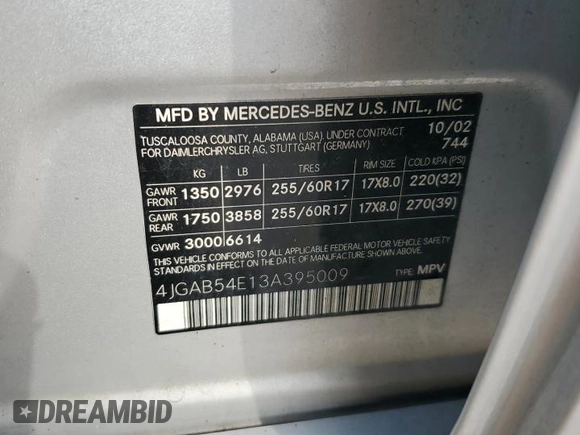 MFD BY MERCEDES-BENZ U.S. INTL., INC
TUSCALOOSA COUNTY, ALABAMA (USA). UNDER CONTRACT 10/02
FOR DAIMLERCHRYSLER AG, STUTTGART (GERMANY) 744
KG LB TIRES RIM SIZE COLD KPA (PSI)
GAWR FRONT 1350 2976 255/60R17 17X8.0 220(32)
GAWR REAR 1750 3858 255/60R17 17X8.0 270(39)
GVWR 3000 6614
THIS VEHICLE CONFORMS TO ALL APPLICABLE FEDERAL MOTOR VEHICLE SAFETY
STANDARDS IN EFFECT ON THE DATE OF MANUFACTURE SHOWN ABOVE.
4JGAB54E13A395009 TYPE: MPV
DREAMBID